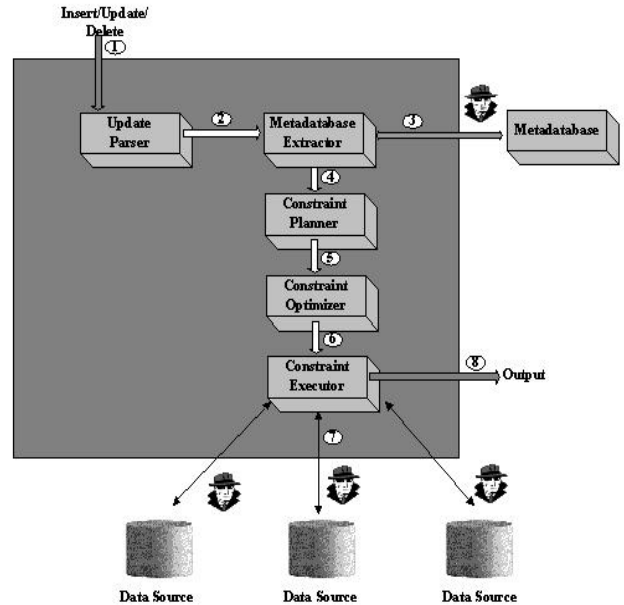 Insert/Update/
Delete
1
Update
Parser
2
Metadatabase
Extractor
3
Metadatabase
4
Constraint
Planner
5
Constraint
Optimizer
6
Constraint
Executor
8
Output
7
Data Source
Data Source
Data Source